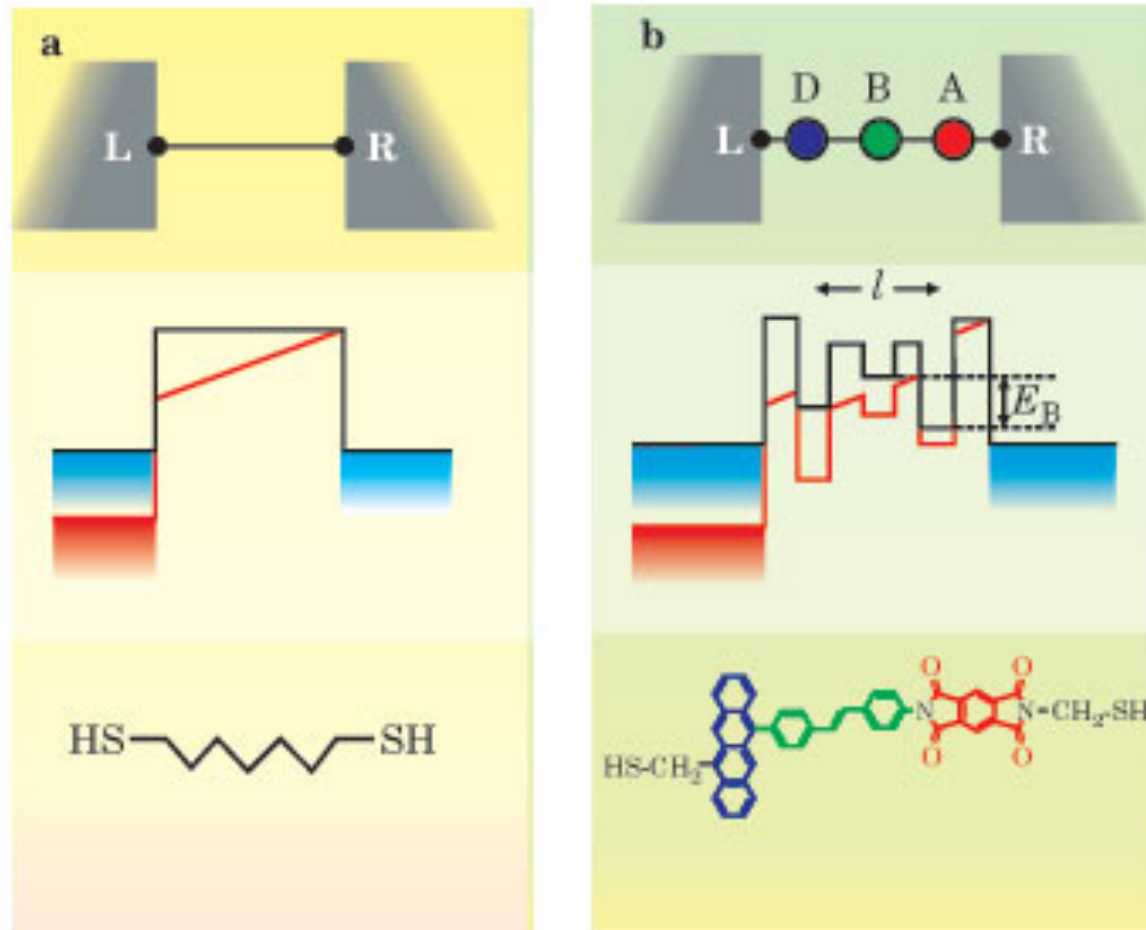 a
L R
HS SH
b
D B A
L R
l
E_B
O O
N N-CH₂-SH
HS-CH₂
O O